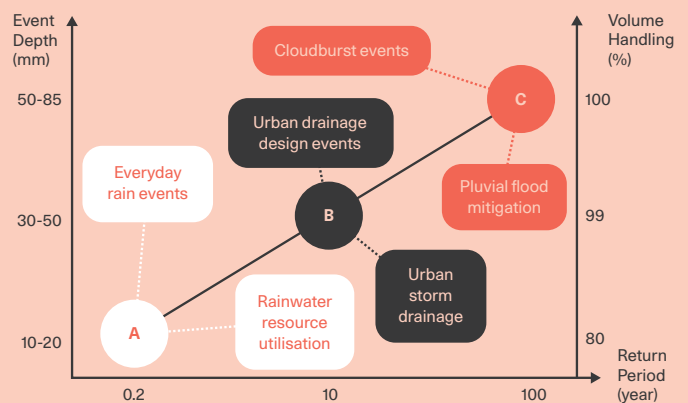 Event
Depth
(mm)
50-85
30-50
10-20
Cloudburst events
Urban drainage
design events
Everyday
rain events
A
B
C
Pluvial flood
mitigation
Urban
storm
drainage
Rainwater
resource
utilisation
Volume
Handling
(%)
100
99
80
Return
Period
(year)
0.2
10
100